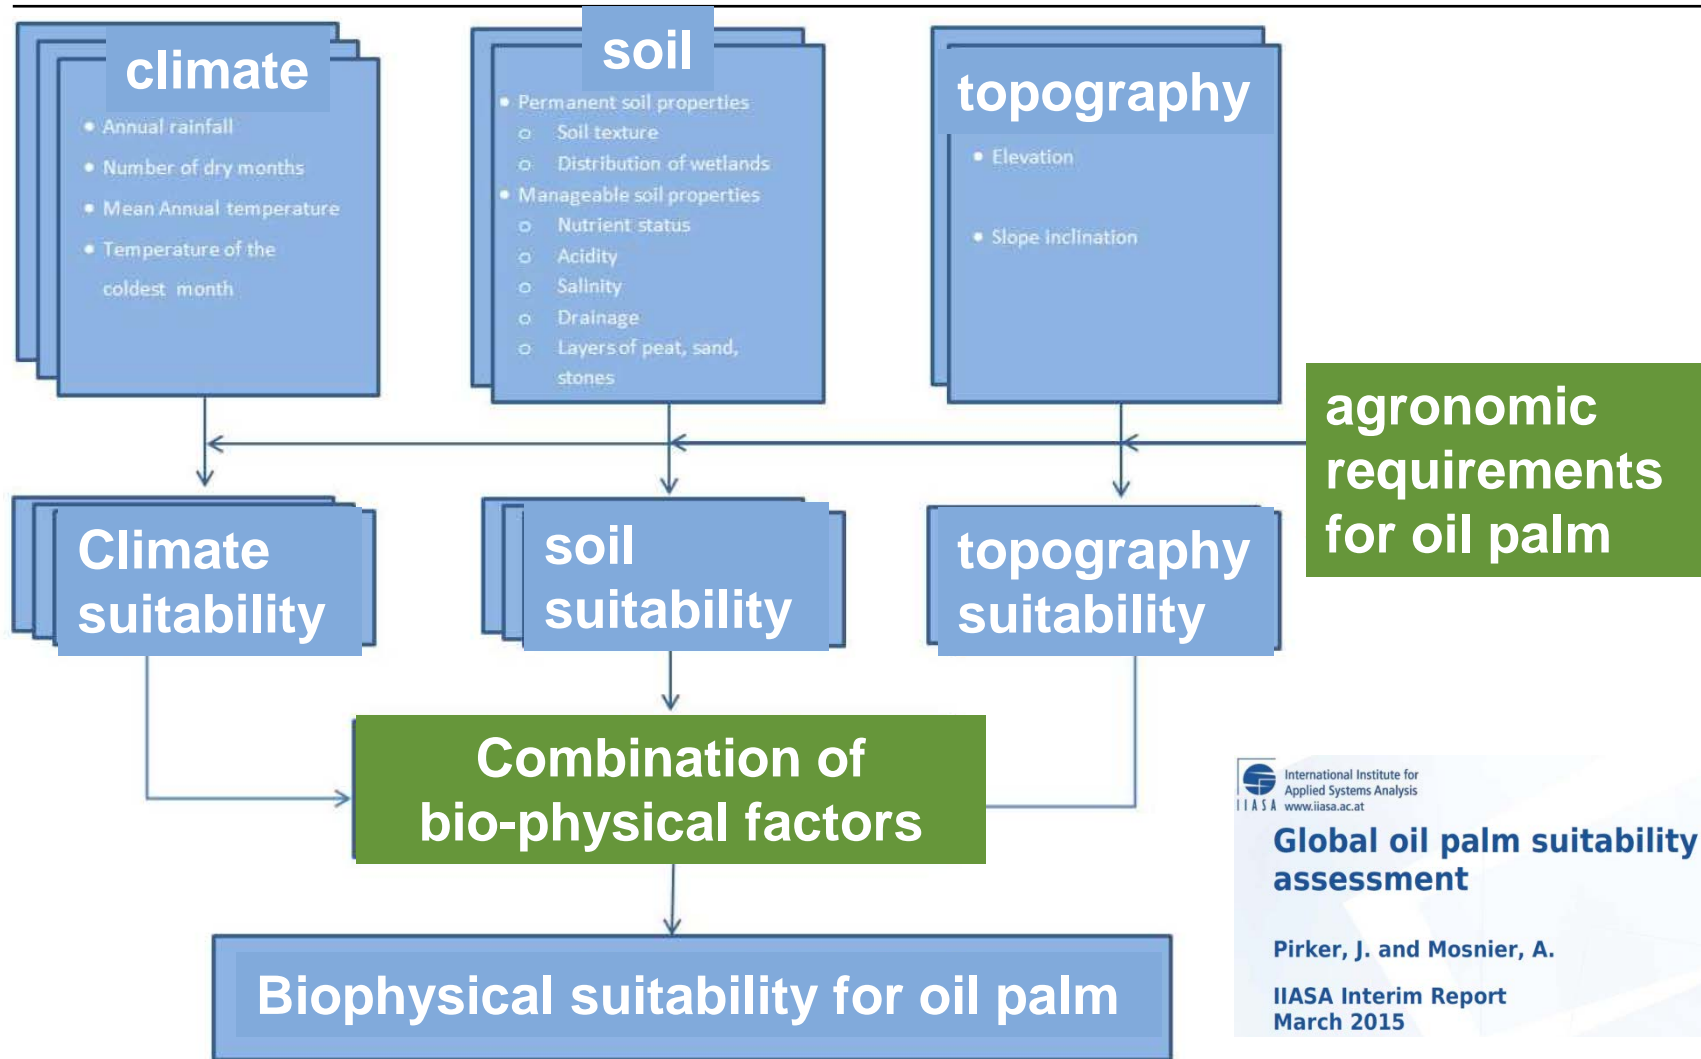 climate
• Annual rainfall
• Number of dry months
• Mean Annual temperature
• Temperature of the
coldest month
soil
• Permanent soil properties
o Soil texture
o Distribution of wetlands
• Manageable soil properties
o Nutrient status
o Acidity
o Salinity
o Drainage
o Layers of peat, sand,
stones
topography
• Elevation
• Slope inclination
agronomic
requirements
for oil palm
Climate
suitability
soil
suitability
topography
suitability
Combination of
bio-physical factors
Biophysical suitability for oil palm
IIASA
International Institute for
Applied Systems Analysis
www.iiasa.ac.at
Global oil palm suitability
assessment
Pirker, J. and Mosnier, A.
IIASA Interim Report
March 2015